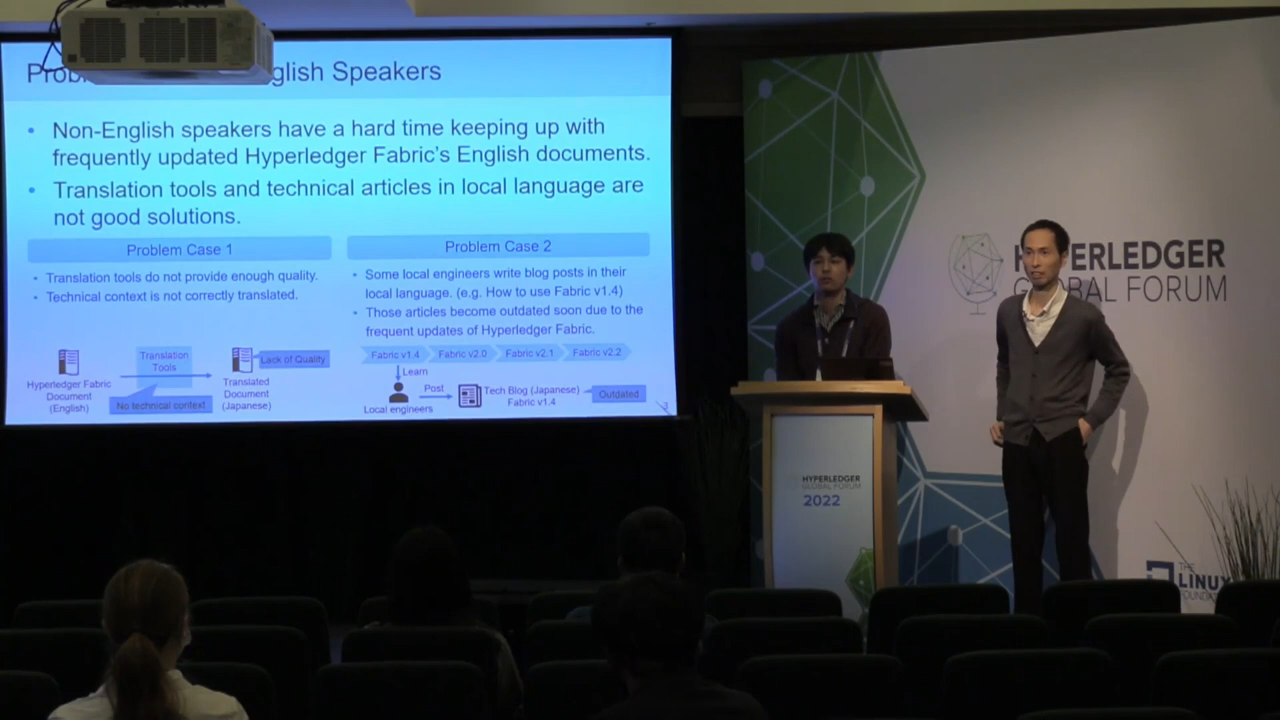 Prob glish Speakers
• Non-English speakers have a hard time keeping up with
frequently updated Hyperledger Fabric's English documents.
• Translation tools and technical articles in local language are
not good solutions.
Problem Case 1
• Translation tools do not provide enough quality.
• Technical context is not correctly translated.
Hyperledger Fabric
Document
(English)
Translation
Tools
No technical context
Lack of Quality
Translated
Document
(Japanese)
Problem Case 2
• Some local engineers write blog posts in their
local language. (e.g. How to use Fabric v1.4)
• Those articles become outdated soon due to the
frequent updates of Hyperledger Fabric.
Fabric v1.4
Fabric v2.0
Fabric v2.1
Fabric v2.2
Learn
Local engineers
Post
Tech Blog (Japanese)
Fabric v1.4
Outdated
HYPERLEDGER
GLOBAL FORUM
HYPERLEDGER
GLOBAL FORUM
2022
THE
LINUX
FOUNDATION